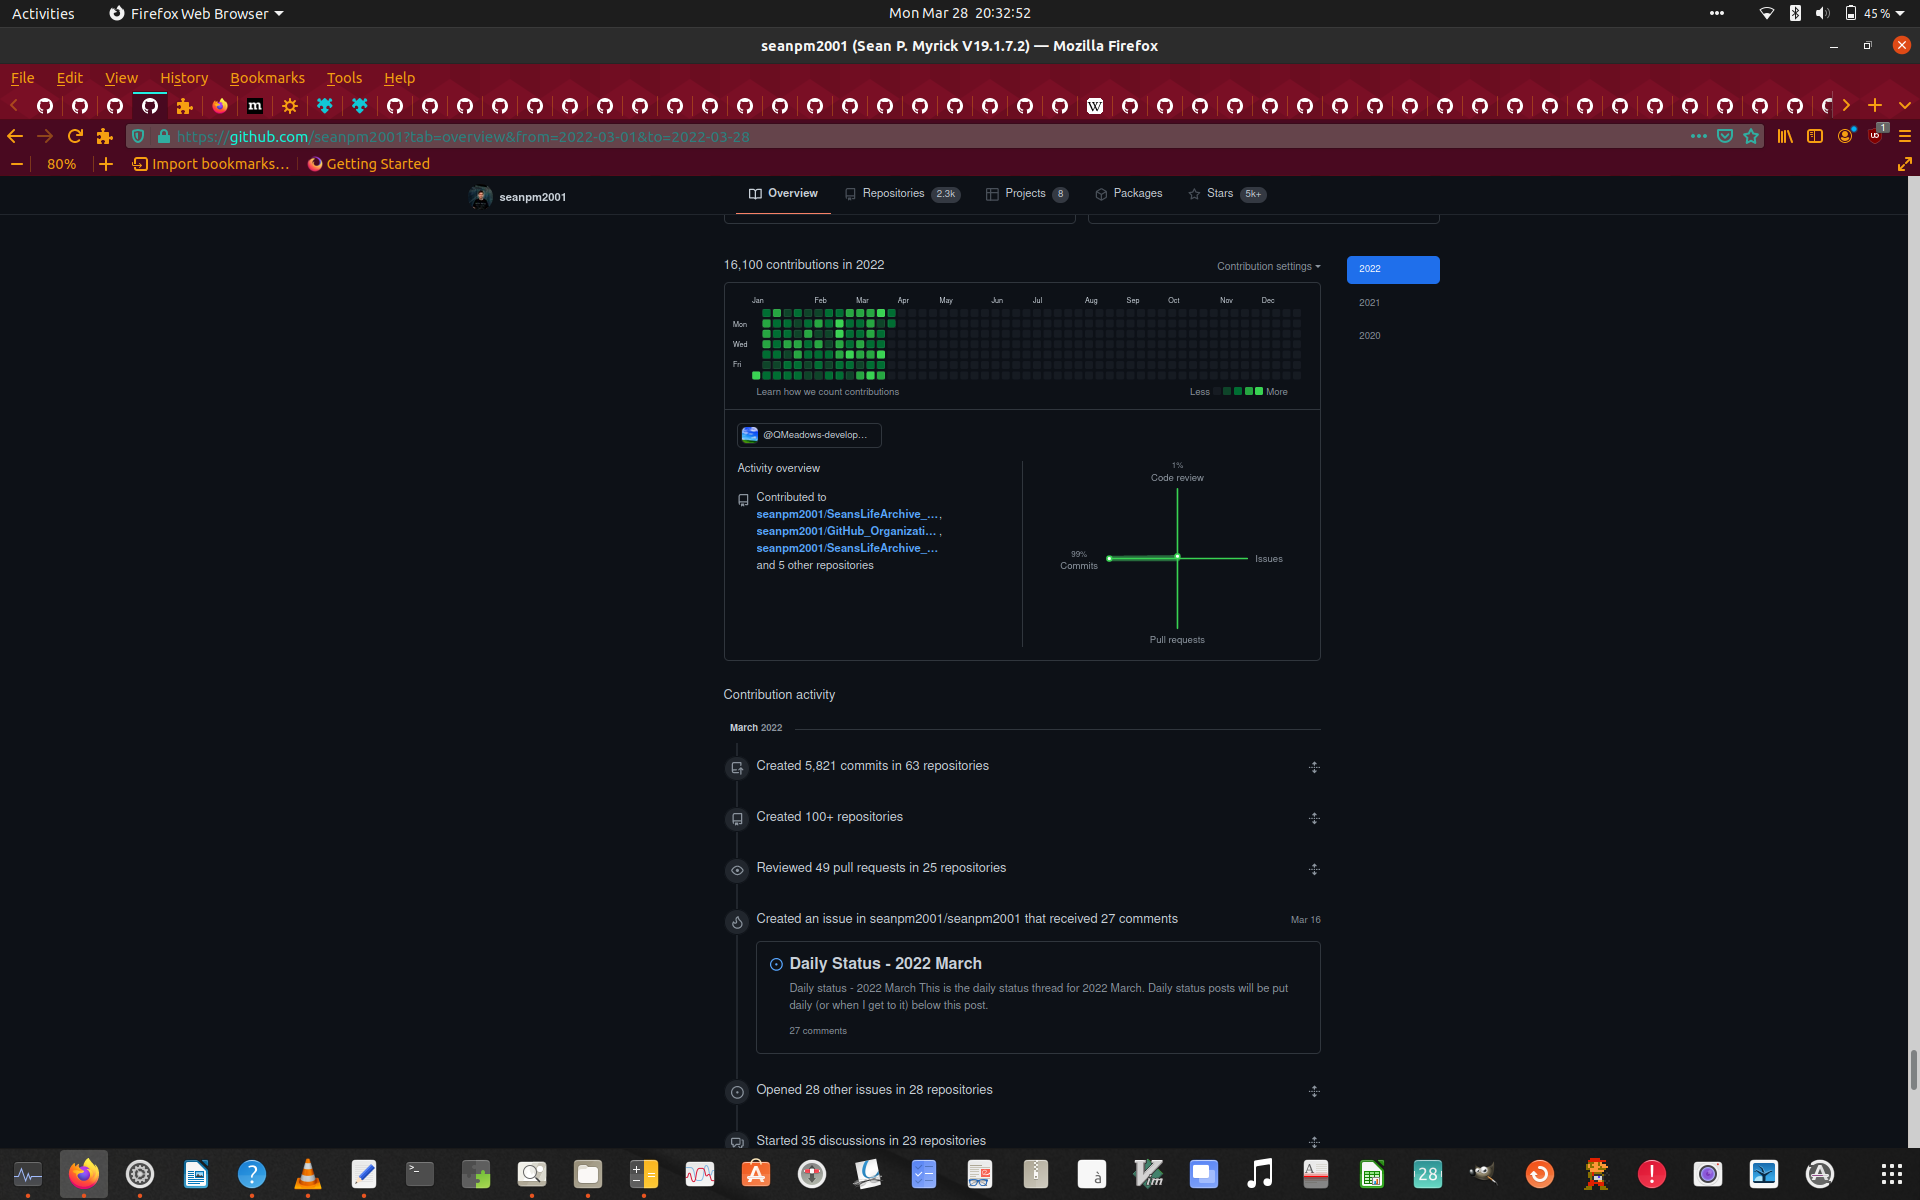 Activities
Firefox Web Browser
Mon Mar 28 20:32:52
45 %
seanpm2001 (Sean P. Myrick V19.1.7.2) — Mozilla Firefox
File Edit View History Bookmarks Tools Help
https://github.com/seanpm2001?tab=overview&from=2022-03-01&to=2022-03-28
1
80%
Import bookmarks…
Getting Started
seanpm2001
Overview
Repositories 2.3k
Projects 8
Packages
Stars 5k+
16,100 contributions in 2022
Contribution settings
2022
2021
2020
Jan Feb Mar Apr May Jun Jul Aug Sep Oct Nov Dec
Mon
Wed
Fri
Learn how we count contributions
Less More
@QMeadows-develop…
Activity overview
Contributed to
seanpm2001/SeansLifeArchive_… ,
seanpm2001/GitHub_Organizati… ,
seanpm2001/SeansLifeArchive_…
and 5 other repositories
1%
Code review
99%
Commits
Issues
Pull requests
Contribution activity
March 2022
Created 5,821 commits in 63 repositories
Created 100+ repositories
Reviewed 49 pull requests in 25 repositories
Created an issue in seanpm2001/seanpm2001 that received 27 comments
Mar 16
Daily Status - 2022 March
Daily status - 2022 March This is the daily status thread for 2022 March. Daily status posts will be put
daily (or when I get to it) below this post.
27 comments
Opened 28 other issues in 28 repositories
Started 35 discussions in 23 repositories
28